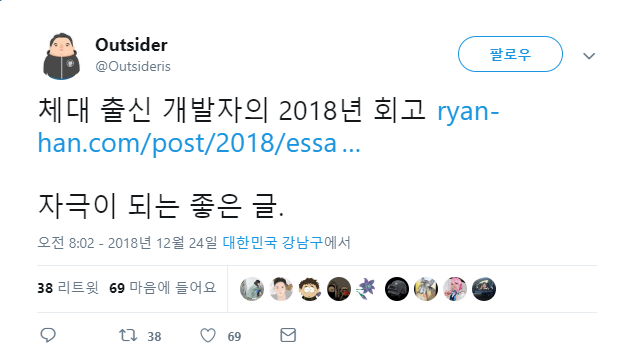 Outsider
@Outsideris
팔로우
체대 출신 개발자의 2018년 회고 ryan-
han.com/post/2018/essa…
자극이 되는 좋은 글.
오전 8:02 - 2018년 12월 24일 대한민국 강남구에서
38 리트윗 69 마음에 들어요
38 69